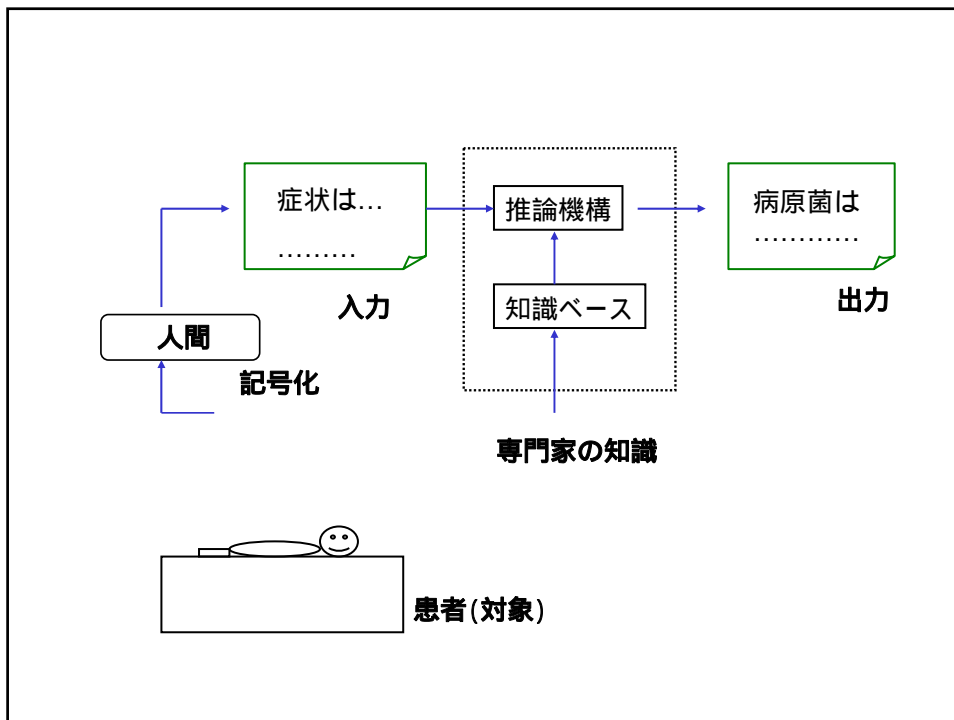 症状は…
………
入力
人間
記号化
推論機構
知識ベース
専門家の知識
病原菌は
…………
出力
患者(対象)